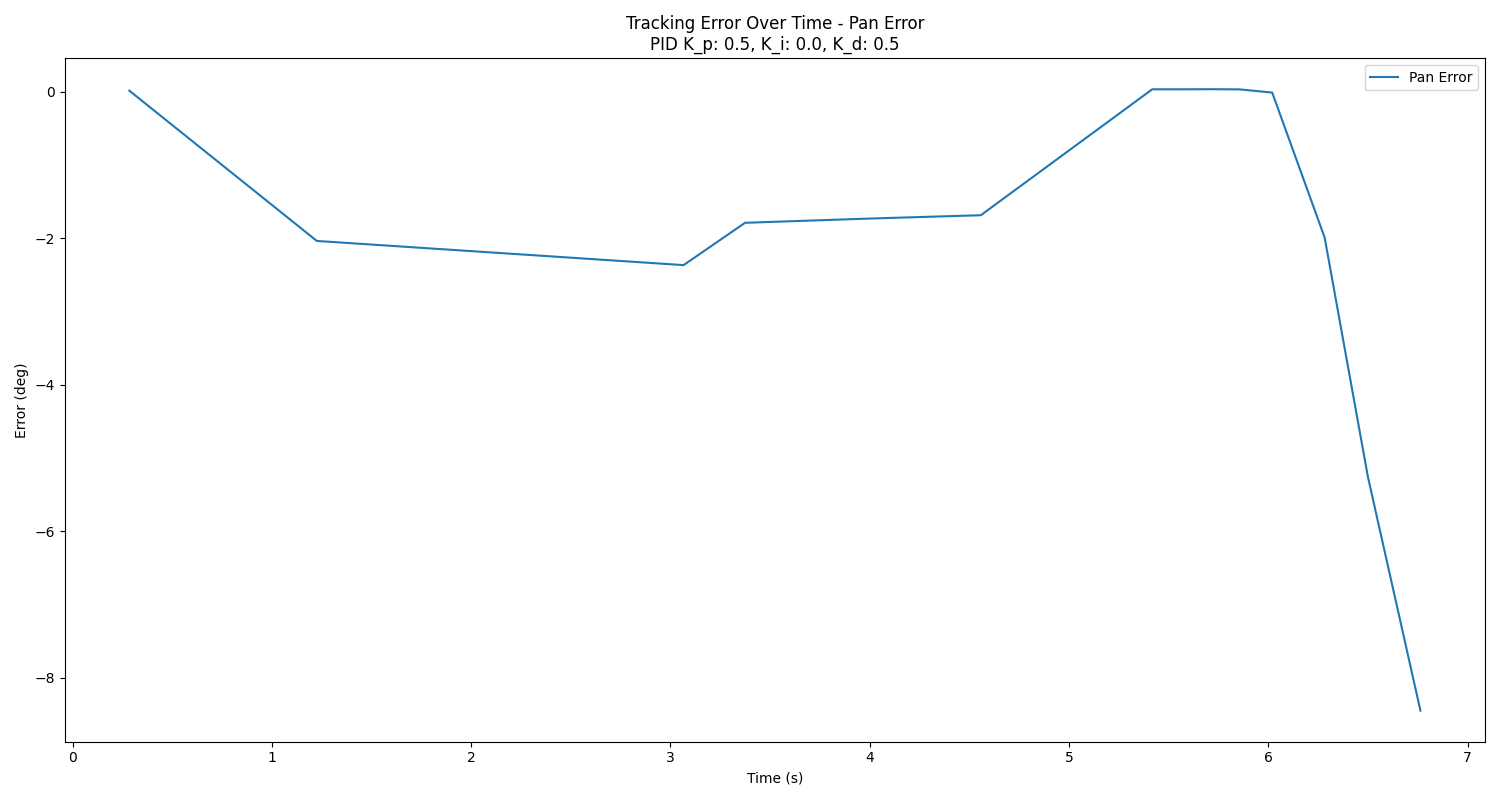 Tracking Error Over Time - Pan Error
PID K_p: 0.5, K_i: 0.0, K_d: 0.5
Pan Error
0
−2
−4
−6
−8
Error (deg)
0 1 2 3 4 5 6 7
Time (s)